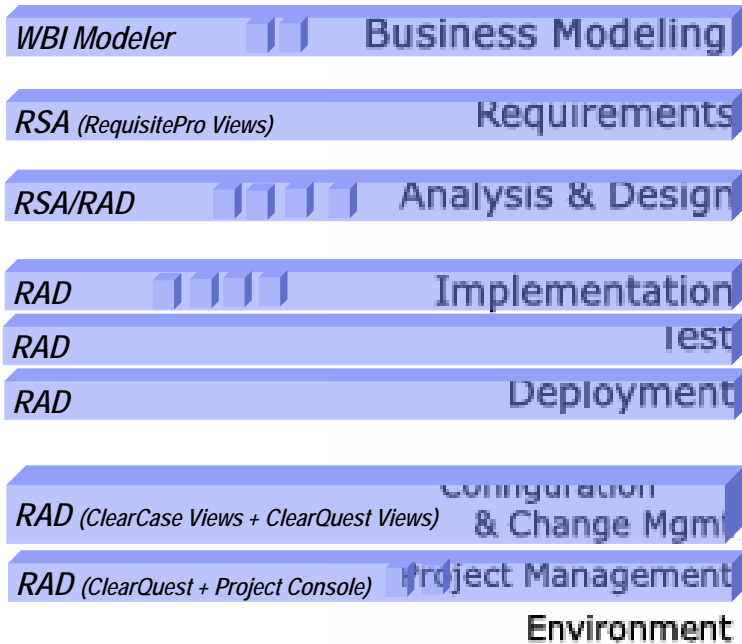 WBI Modeler Business Modeling
RSA (RequisitePro Views) Requirements
RSA/RAD Analysis & Design
RAD Implementation
RAD Test
RAD Deployment
Configuration
RAD (ClearCase Views + ClearQuest Views) & Change Mgmt
RAD (ClearQuest + Project Console) Project Management
Environment